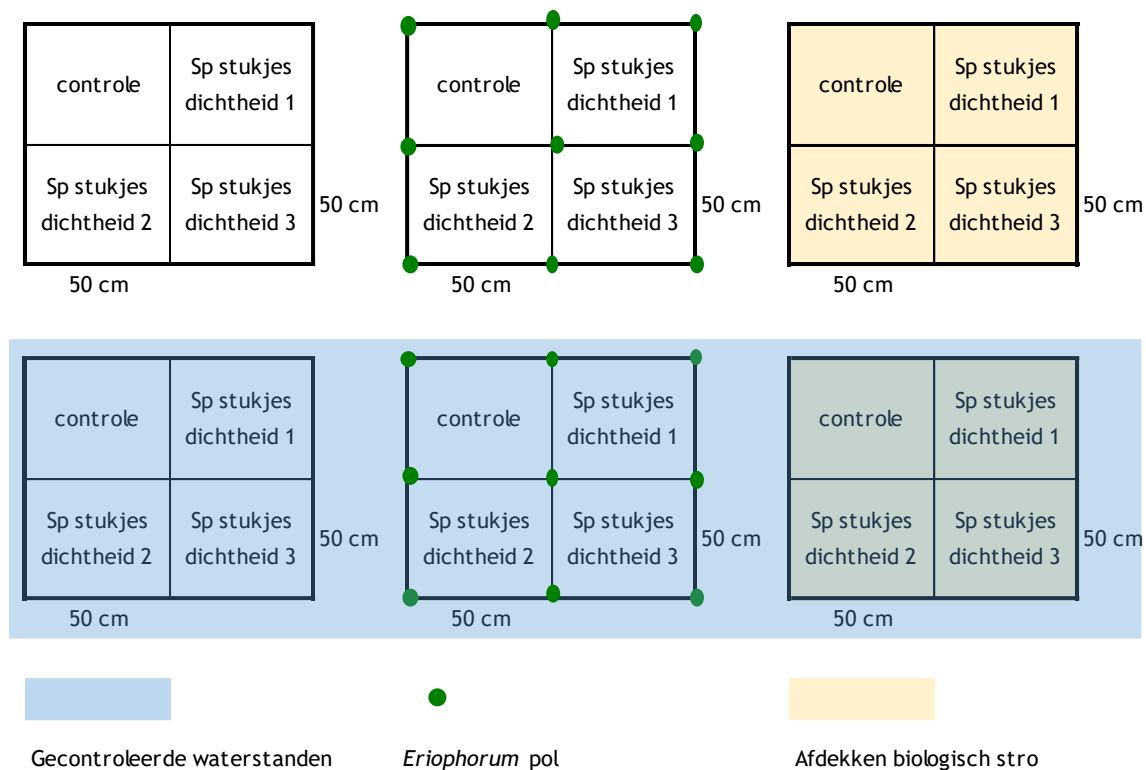 controle
Sp stukjes
dichtheid 1
Sp stukjes
dichtheid 2
Sp stukjes
dichtheid 3
50 cm
50 cm
controle
Sp stukjes
dichtheid 1
Sp stukjes
dichtheid 2
Sp stukjes
dichtheid 3
50 cm
50 cm
controle
Sp stukjes
dichtheid 1
Sp stukjes
dichtheid 2
Sp stukjes
dichtheid 3
50 cm
50 cm
controle
Sp stukjes
dichtheid 1
Sp stukjes
dichtheid 2
Sp stukjes
dichtheid 3
50 cm
50 cm
controle
Sp stukjes
dichtheid 1
Sp stukjes
dichtheid 2
Sp stukjes
dichtheid 3
50 cm
50 cm
controle
Sp stukjes
dichtheid 1
Sp stukjes
dichtheid 2
Sp stukjes
dichtheid 3
50 cm
50 cm
Gecontroleerde waterstanden
Eriophorum pol
Afdekken biologisch stro